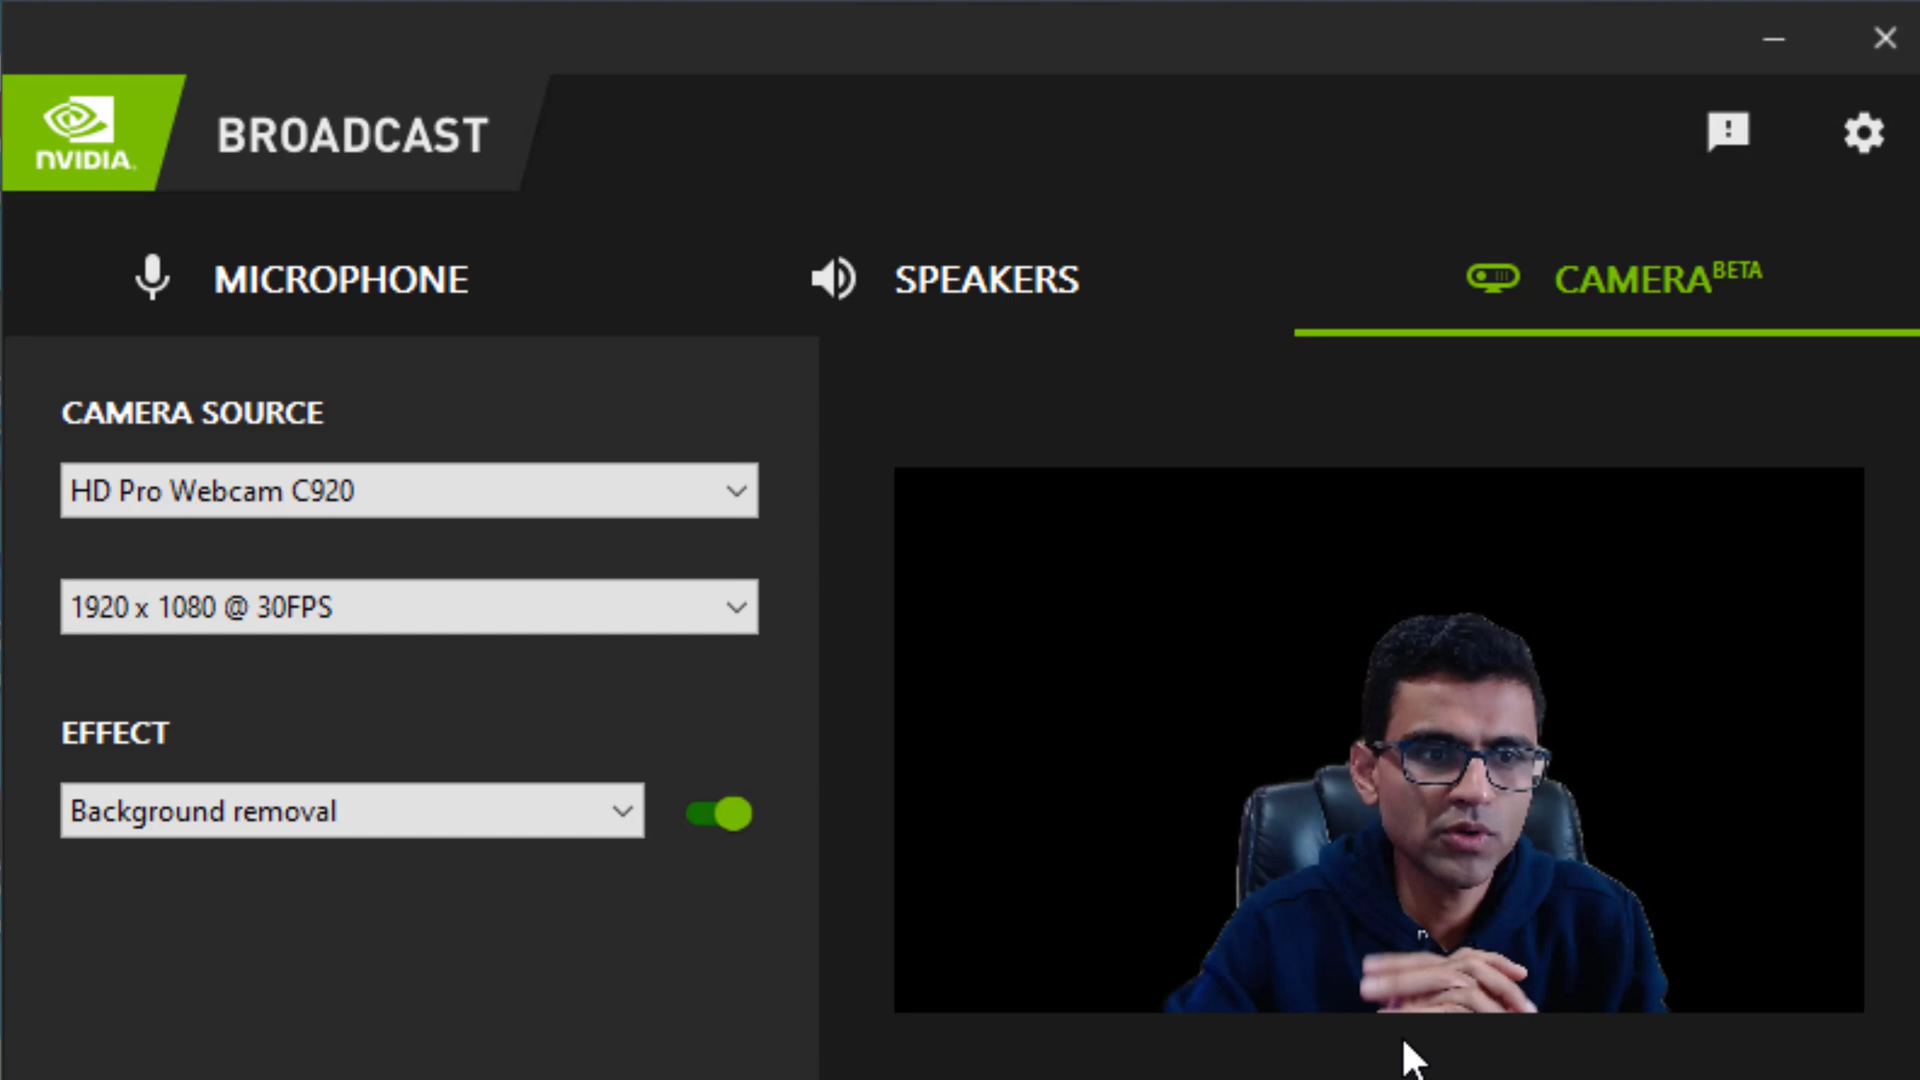 NVIDIA.
BROADCAST
MICROPHONE
SPEAKERS
CAMERA BETA
CAMERA SOURCE
HD Pro Webcam C920
1920 x 1080 @ 30FPS
EFFECT
Background removal